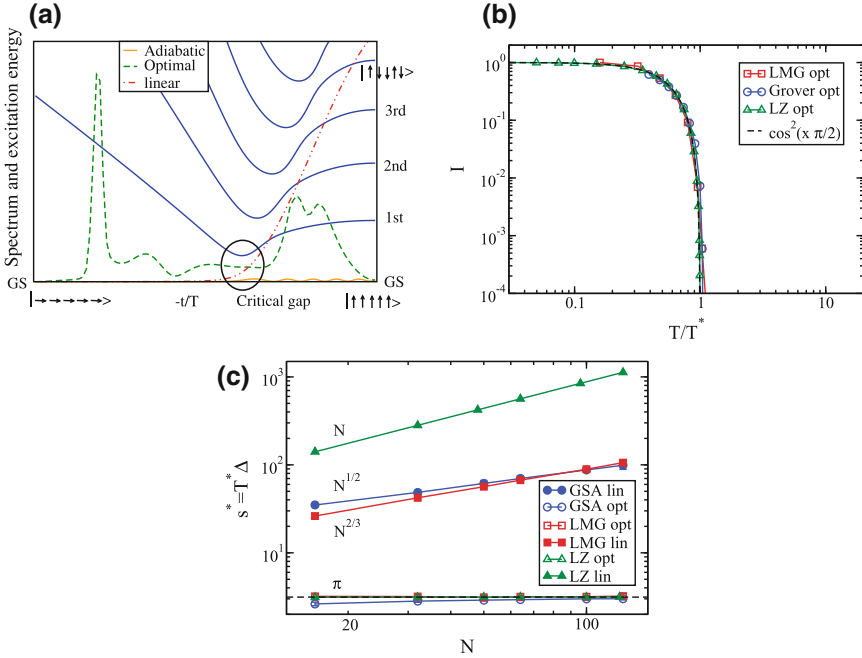 (a)
Adiabatic
Optimal
linear
Spectrum and excitation energy
|↑↓↓↑↓>
3rd
2nd
1st
GS
GS
|→→→→→>
-t/T
Critical gap
|↑↑↑↑↑>
(b)
10^0
10^-1
10^-2
10^-3
10^-4
I
LMG opt
Grover opt
LZ opt
cos^2(x π/2)
0.1
1
10
T/T^*
(c)
10^3
10^2
10^1
s^*=T^* Δ
N
N^1/2
N^2/3
π
GSA lin
GSA opt
LMG opt
LMG lin
LZ opt
LZ lin
20
100
N